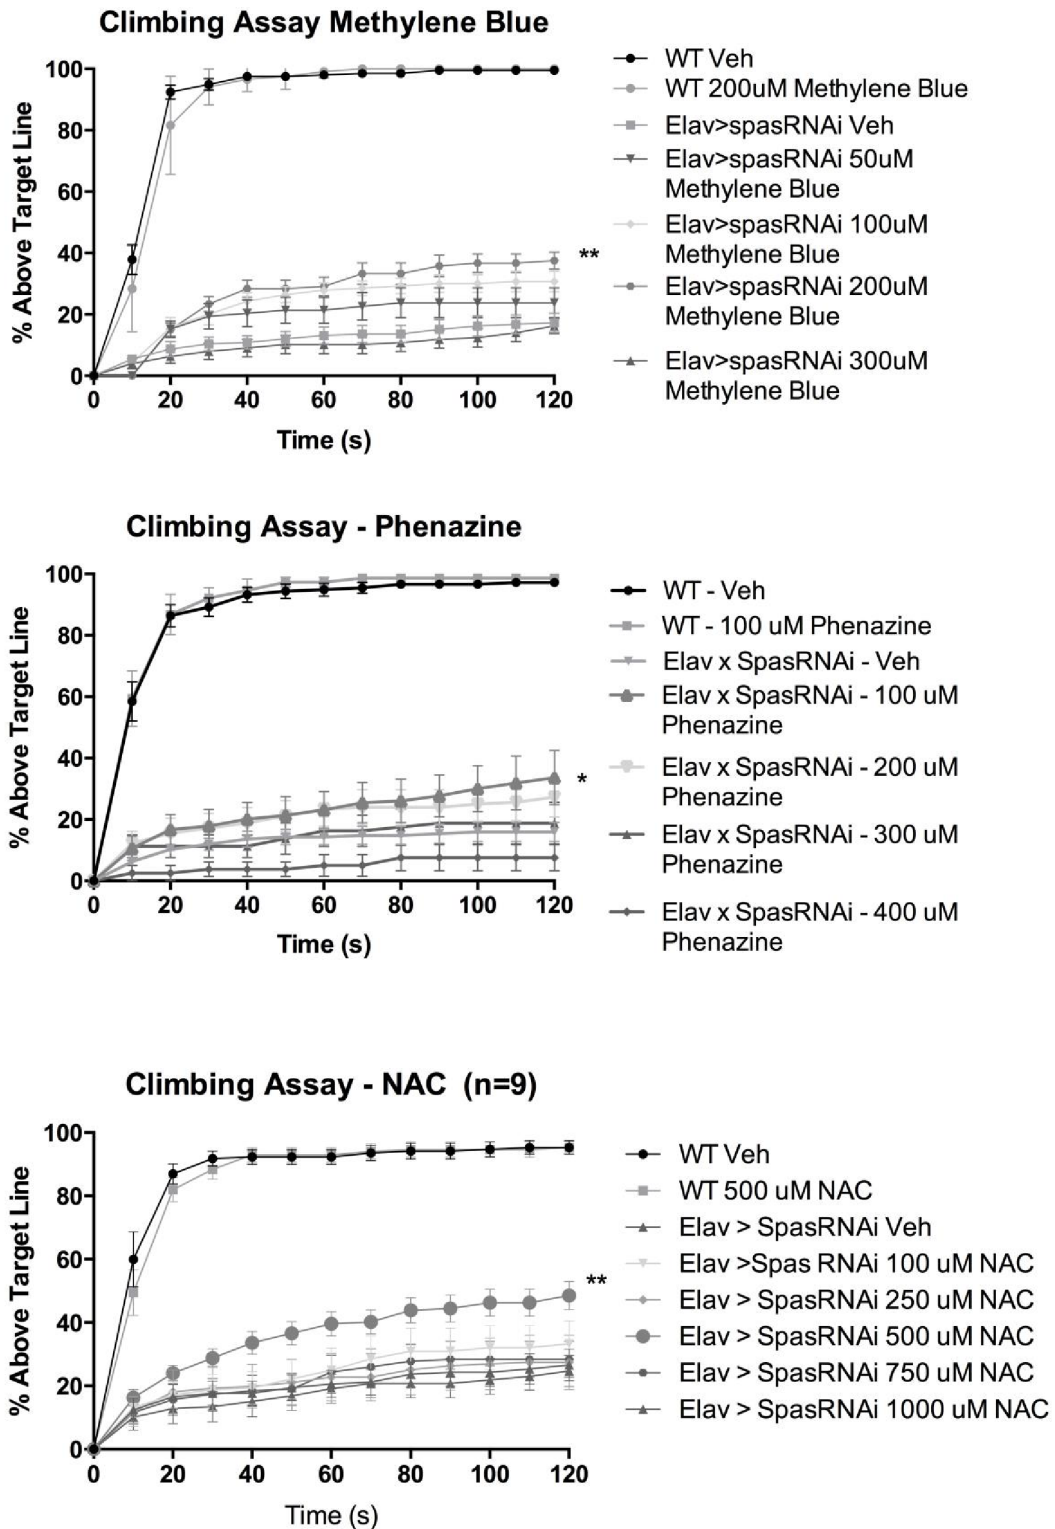 Climbing Assay Methylene Blue
% Above Target Line
100
80
60
40
20
0
0 20 40 60 80 100 120
Time (s)
**
WT Veh
WT 200uM Methylene Blue
Elav>spasRNAi Veh
Elav>spasRNAi 50uM
Methylene Blue
Elav>spasRNAi 100uM
Methylene Blue
Elav>spasRNAi 200uM
Methylene Blue
Elav>spasRNAi 300uM
Methylene Blue
Climbing Assay - Phenazine
% Above Target Line
100
80
60
40
20
0
0 20 40 60 80 100 120
Time (s)
*
WT - Veh
WT - 100 uM Phenazine
Elav x SpasRNAi - Veh
Elav x SpasRNAi - 100 uM
Phenazine
Elav x SpasRNAi - 200 uM
Phenazine
Elav x SpasRNAi - 300 uM
Phenazine
Elav x SpasRNAi - 400 uM
Phenazine
Climbing Assay - NAC (n=9)
% Above Target Line
100
80
60
40
20
0
0 20 40 60 80 100 120
Time (s)
**
WT Veh
WT 500 uM NAC
Elav > SpasRNAi Veh
Elav >Spas RNAi 100 uM NAC
Elav > SpasRNAi 250 uM NAC
Elav > SpasRNAi 500 uM NAC
Elav > SpasRNAi 750 uM NAC
Elav > SpasRNAi 1000 uM NAC